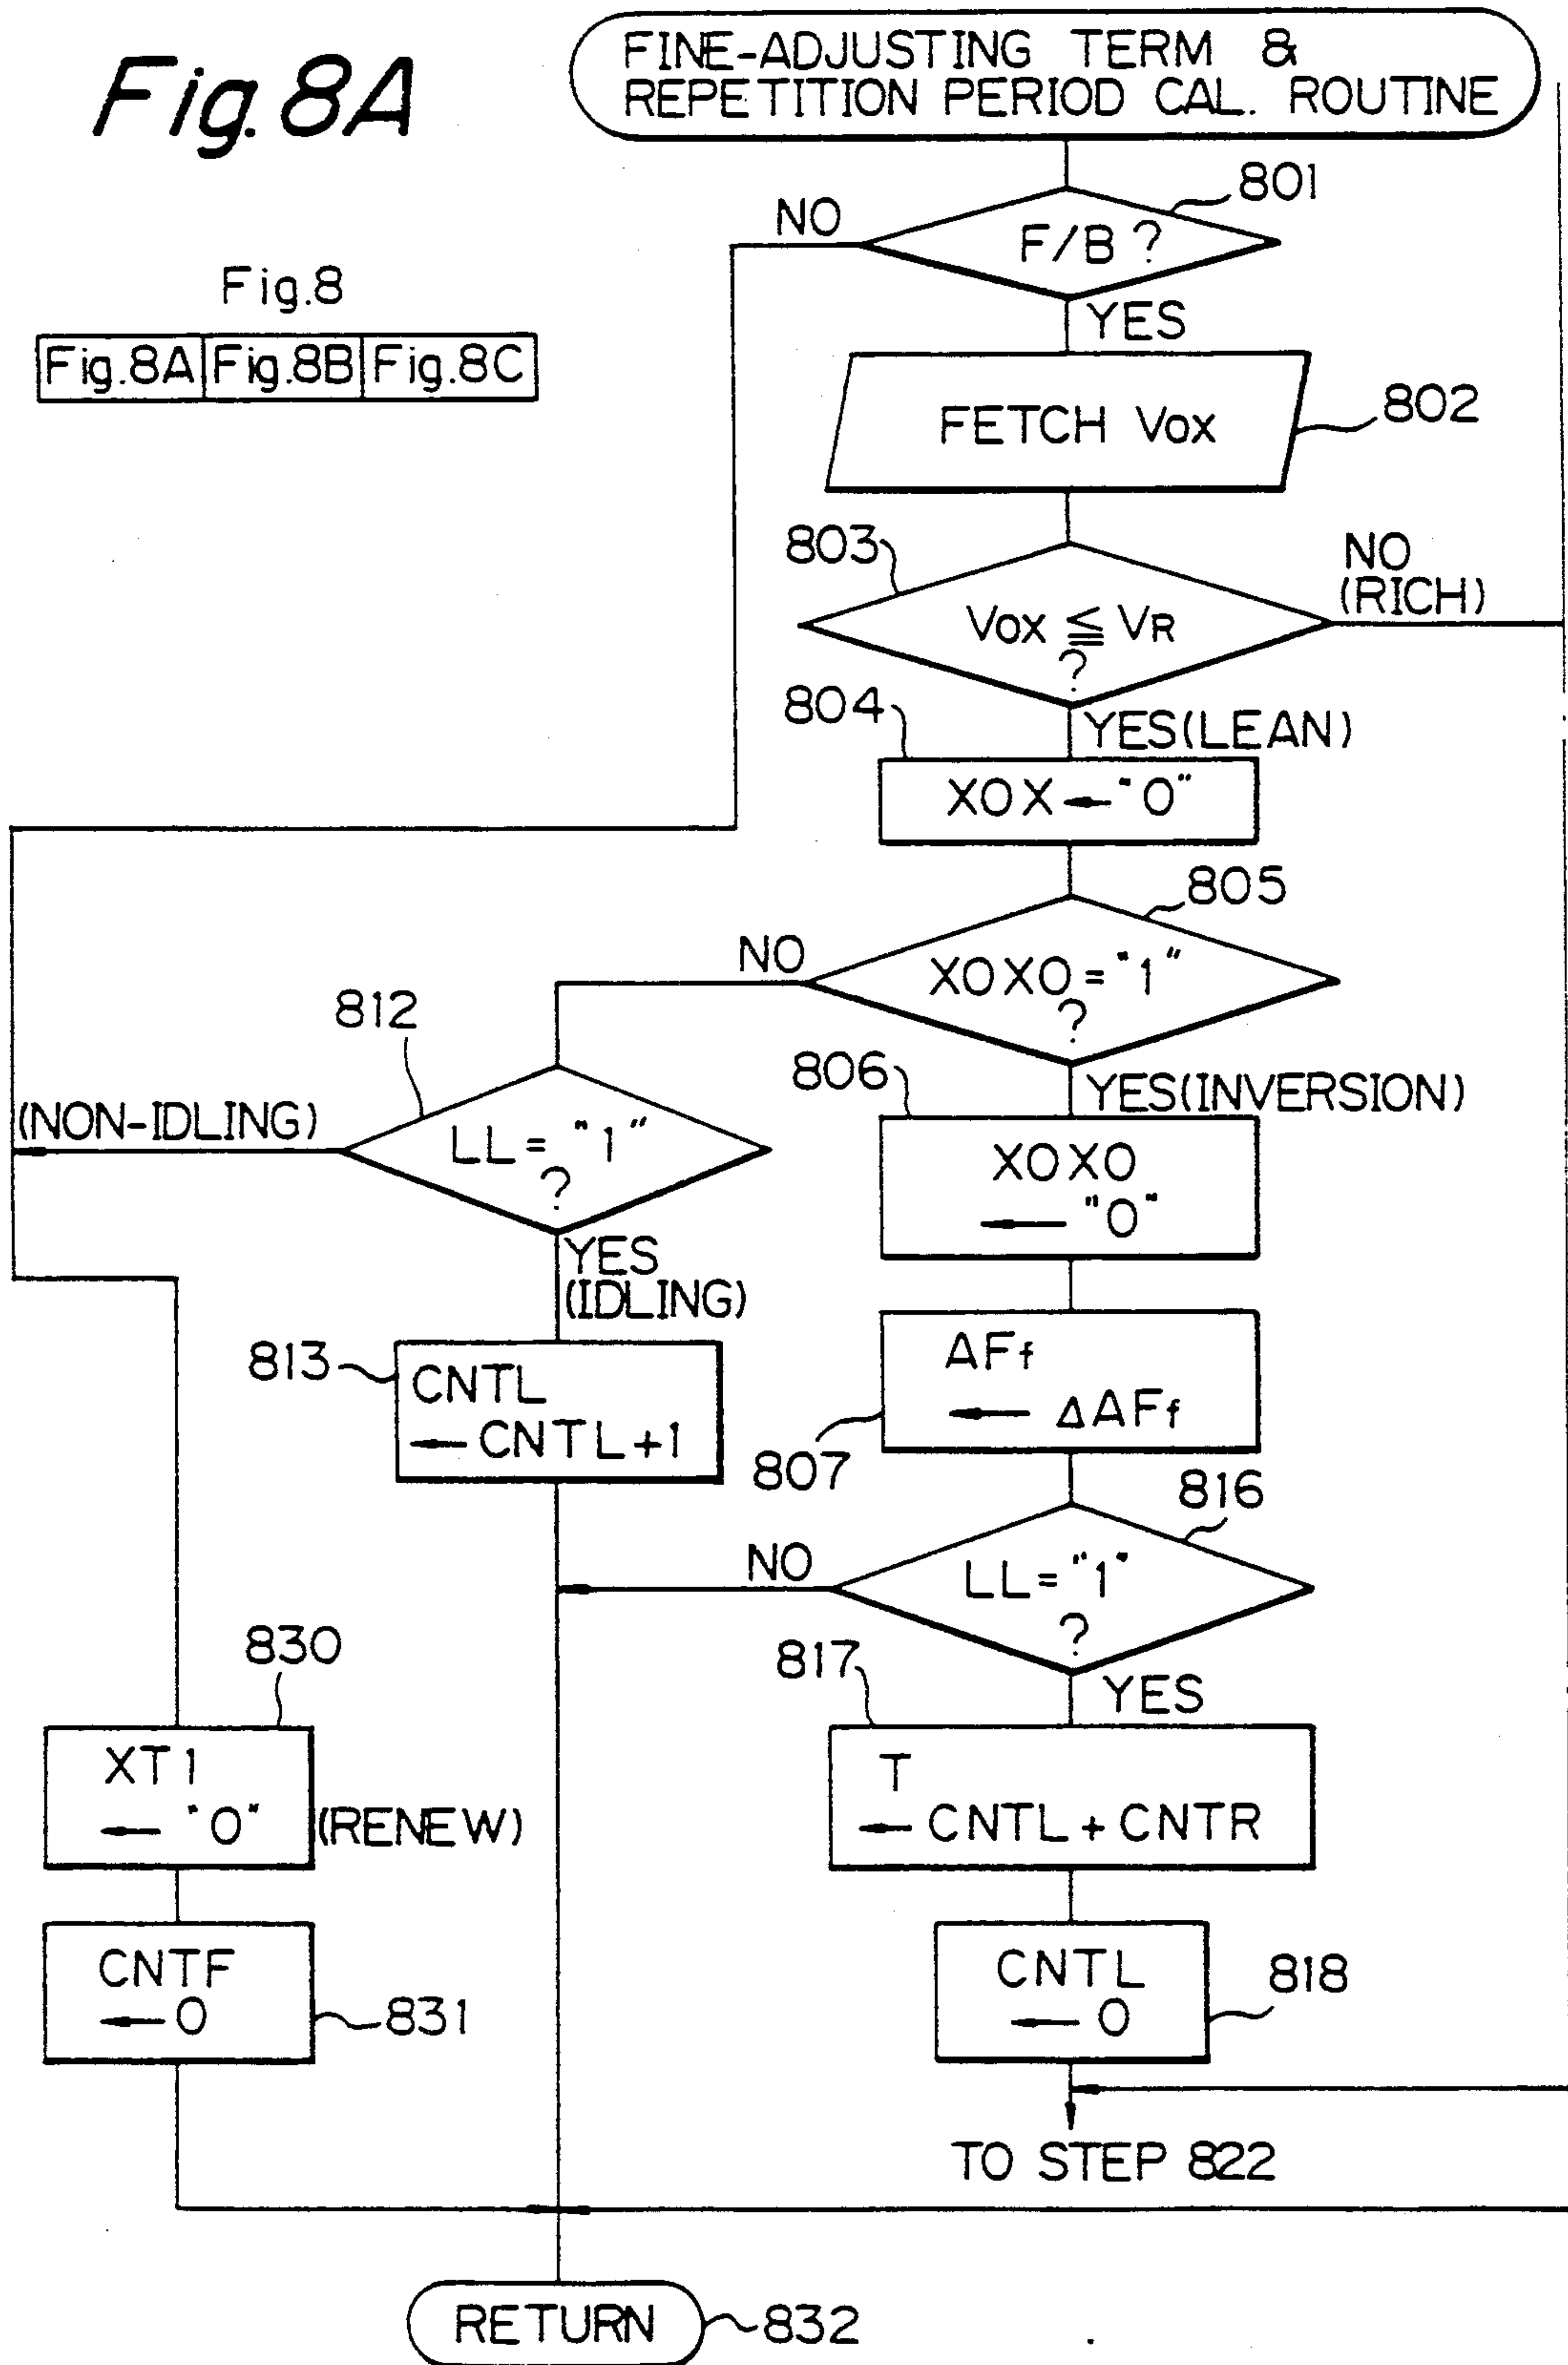 Fig. 8A
FINE-ADJUSTING TERM &
REPETITION PERIOD CAL. ROUTINE
Fig.8
Fig.8A Fig.8B Fig.8C
801
NO
F/B ?
YES
FETCH VOX
802
803
NO
(RICH)
VOX ≦ VR
?
804
YES(LEAN)
XOX ← "0"
805
NO
XOXO = "1"
?
812
806
YES(INVERSION)
(NON-IDLING)
LL = "1"
?
XOXO
← "0"
YES
(IDLING)
813
CNTL
← CNTL+1
AFf
← ΔAFf
807
816
NO
LL = "1"
?
830
817
YES
XT1
← "0"
(RENEW)
T
← CNTL + CNTR
CNTF
← 0
831
CNTL
← 0
818
TO STEP 822
RETURN
832